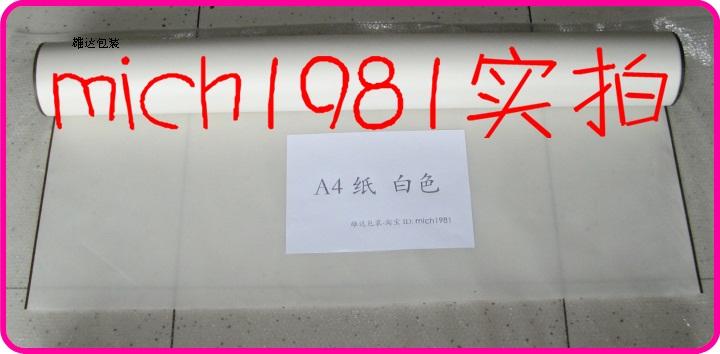 雄达包装
mich1981实拍
A4 纸 白色
雄达包装-淘宝 ID: mich1981